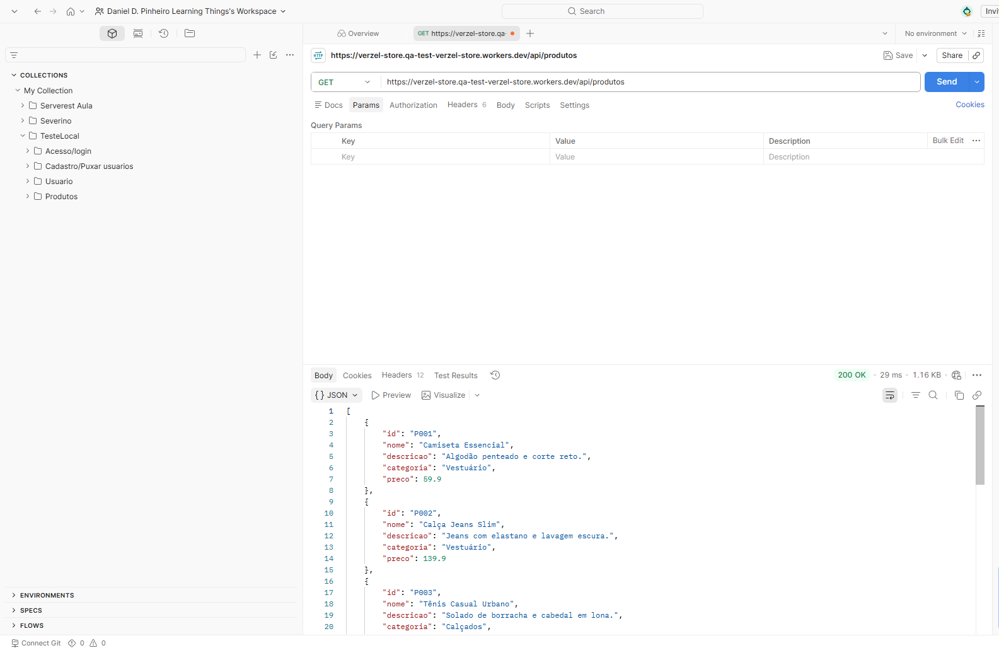 Daniel D. Pinheiro Learning Things's Workspace
Search
Invi
Overview
GET https://verzel-store.qa-
No environment
HTTP https://verzel-store.qa-test-verzel-store.workers.dev/api/produtos
Save
Share
COLLECTIONS
My Collection
Serverest Aula
Severino
TesteLocal
Acesso/login
Cadastro/Puxar usuarios
Usuario
Produtos
GET https://verzel-store.qa-test-verzel-store.workers.dev/api/produtos
Send
Docs Params Authorization Headers 6 Body Scripts Settings
Cookies
Query Params
Key Value Description Bulk Edit
Key Value Description
Body Cookies Headers 12 Test Results
200 OK • 29 ms • 1.16 KB •
{} JSON Preview Visualize
1 [
2 {
3 "id": "P001",
4 "nome": "Camiseta Essencial",
5 "descricao": "Algodão penteado e corte reto.",
6 "categoria": "Vestuário",
7 "preco": 59.9
8 },
9 {
10 "id": "P002",
11 "nome": "Calça Jeans Slim",
12 "descricao": "Jeans com elastano e lavagem escura.",
13 "categoria": "Vestuário",
14 "preco": 139.9
15 },
16 {
17 "id": "P003",
18 "nome": "Tênis Casual Urbano",
19 "descricao": "Solado de borracha e cabedal em lona.",
20 "categoria": "Calçados",
ENVIRONMENTS
SPECS
FLOWS
Connect Git 0 0